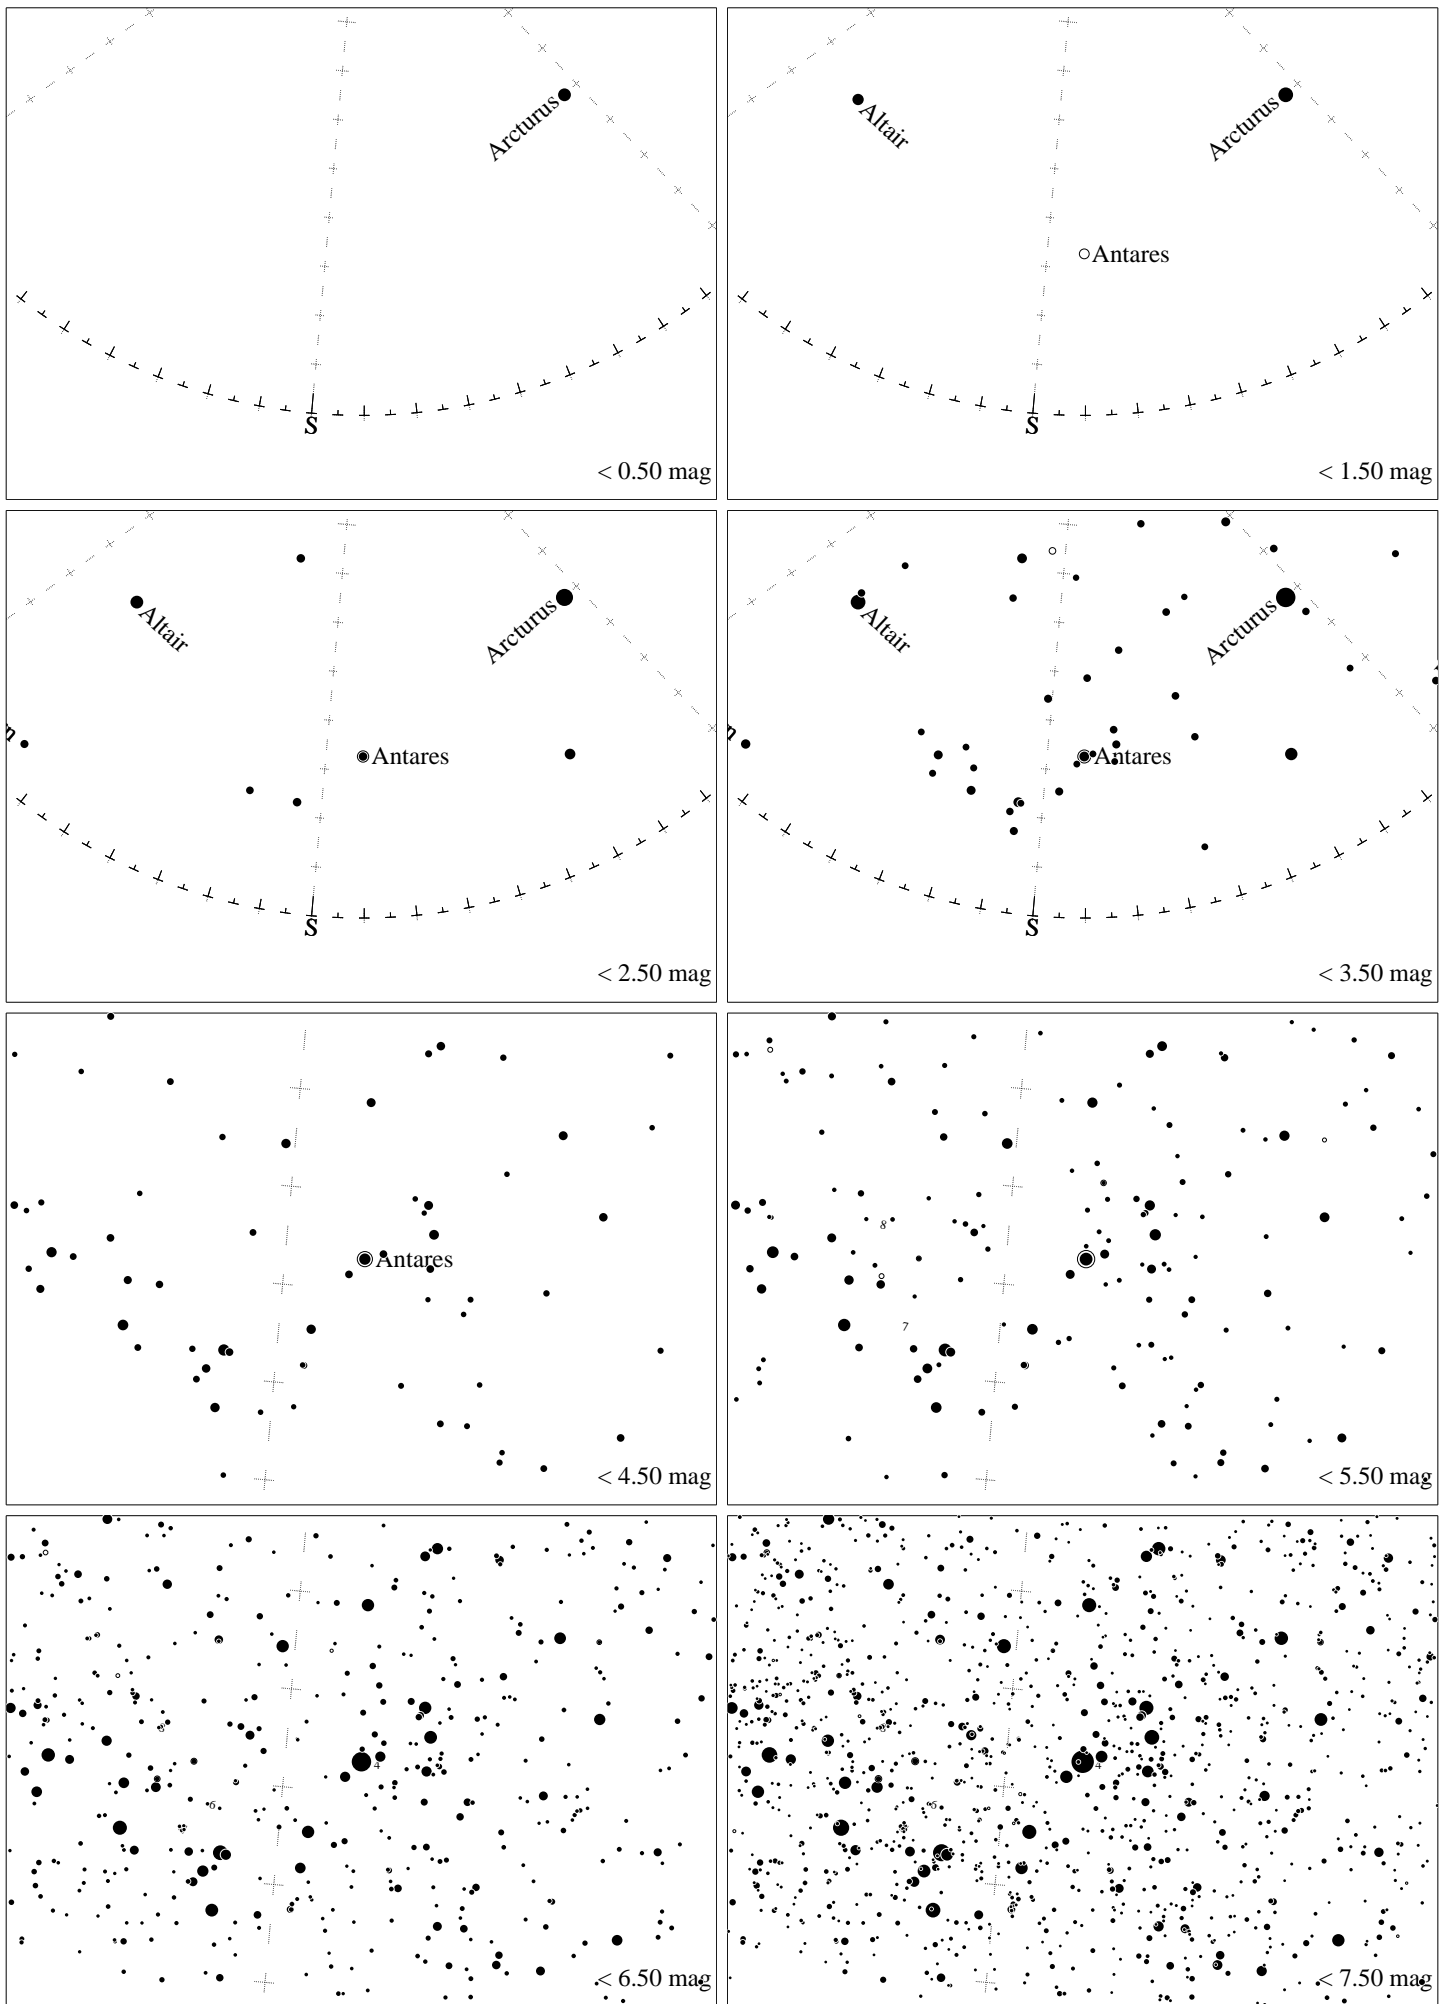 Arcturus
S
< 0.50 mag
Altair
Arcturus
Antares
S
< 1.50 mag
Altair
Arcturus
n
Antares
S
< 2.50 mag
Altair
Arcturus
Antares
S
< 3.50 mag
Antares
< 4.50 mag
8
7
< 5.50 mag
4
6
< 6.50 mag
4
6
< 7.50 mag